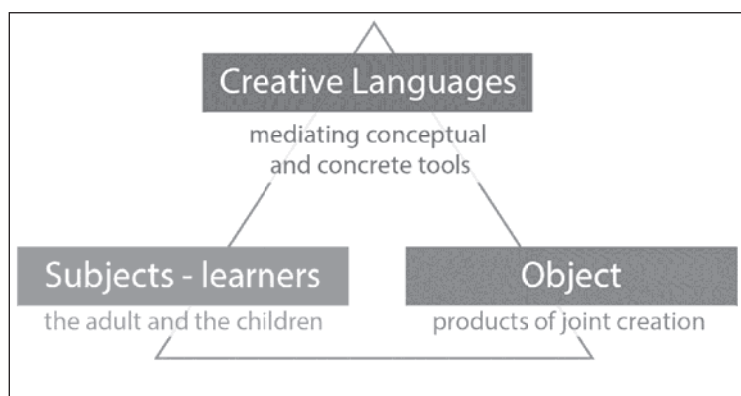 Creative Languages
mediating conceptual
and concrete tools
Subjects - learners
the adult and the children
Object
products of joint creation